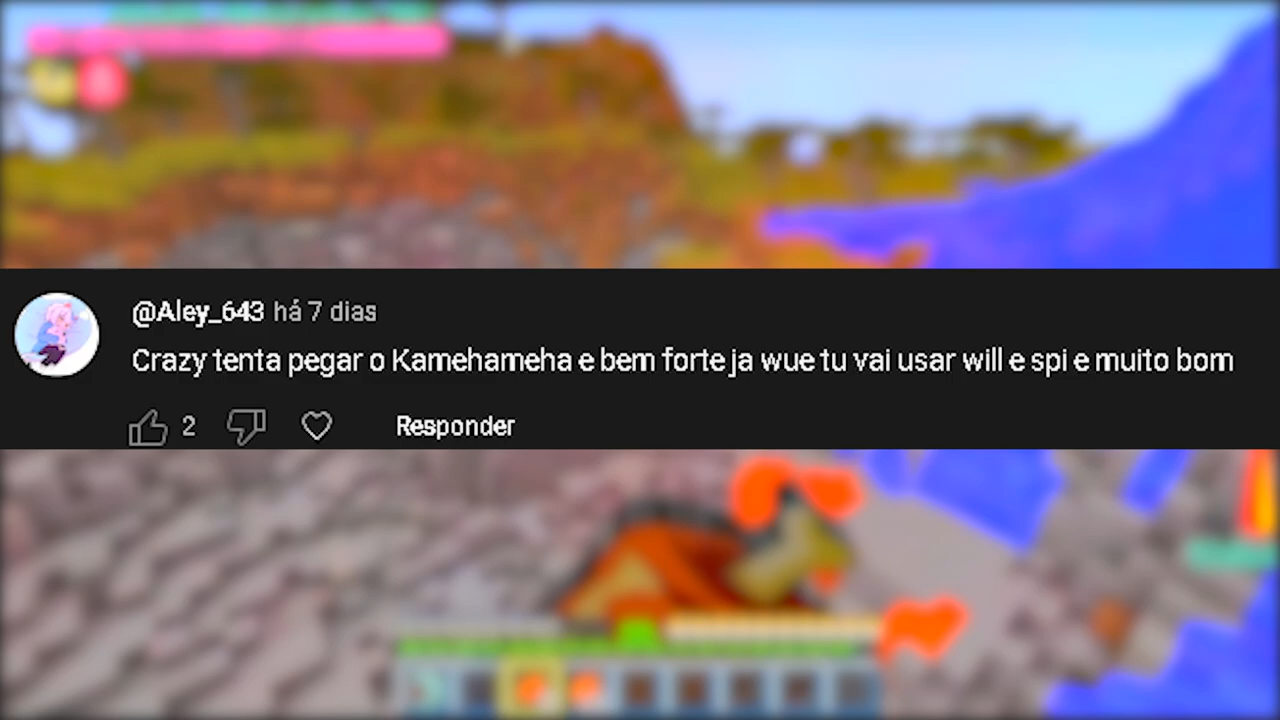 @Aley_643 há 7 dias
Crazy tenta pegar o Kamehameha e bem forte ja wue tu vai usar will e spi e muito bom
2 Responder